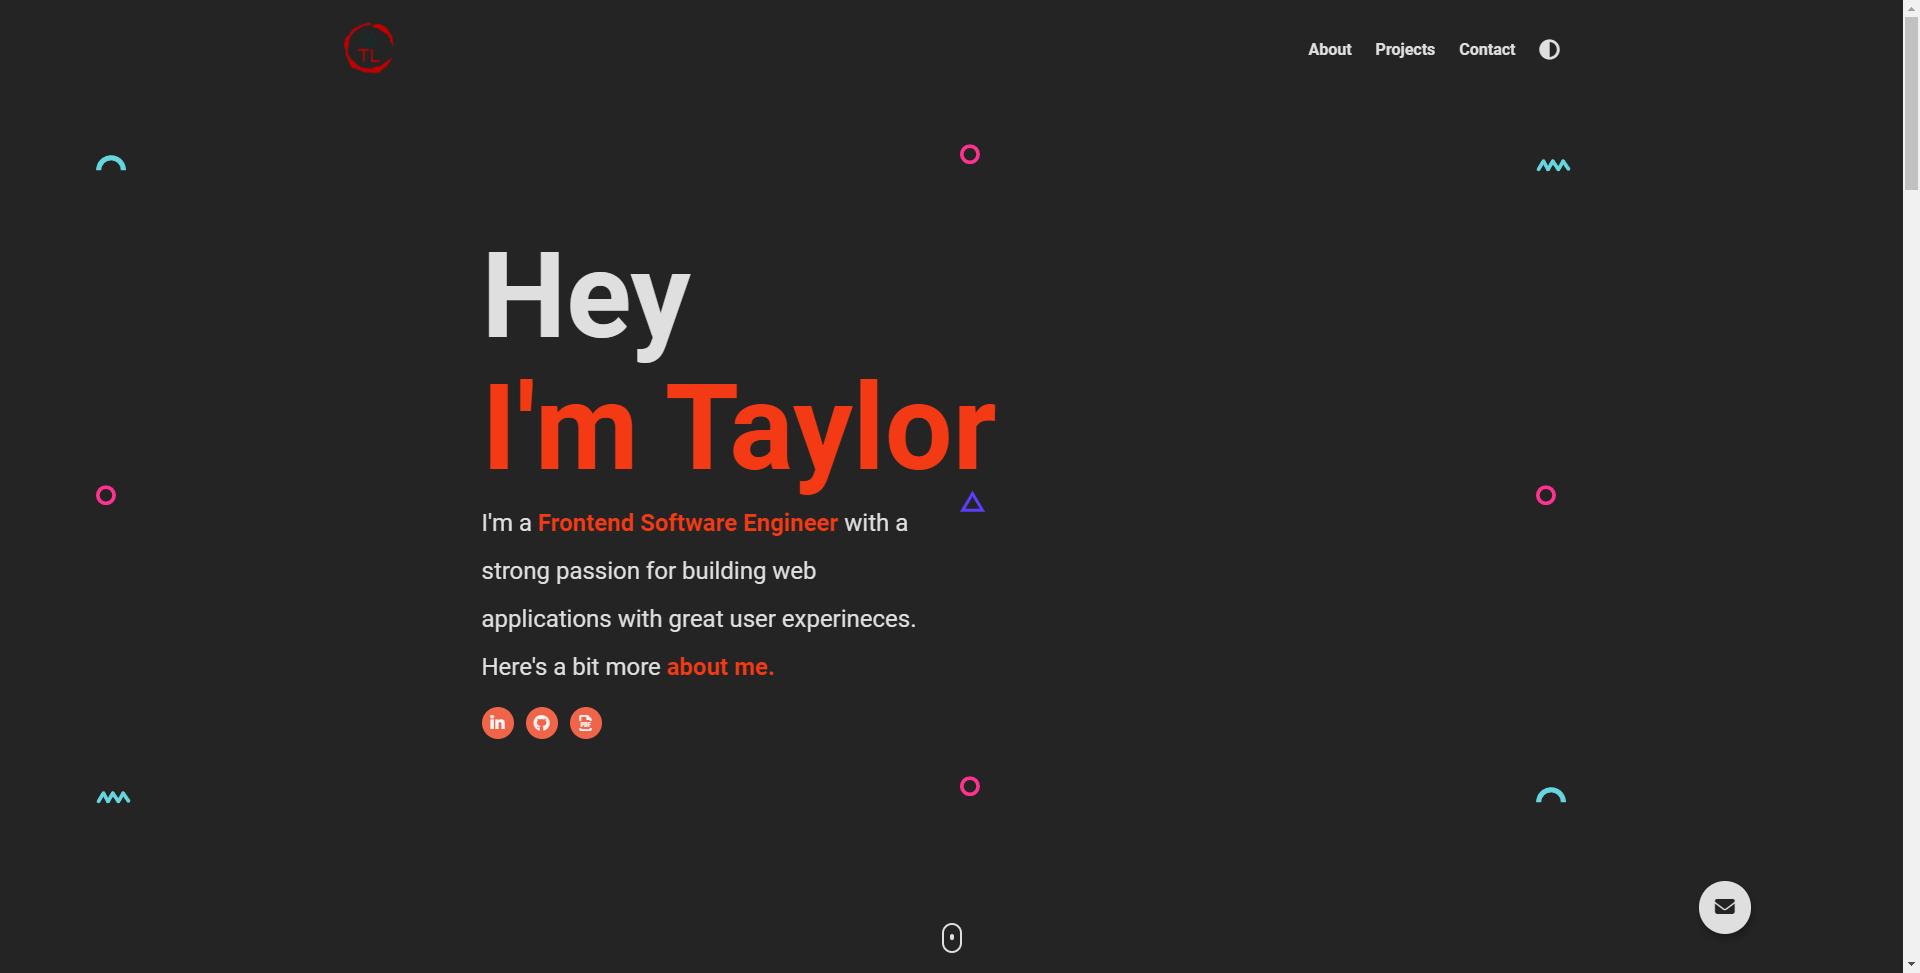 TL
About Projects Contact
Hey
I'm Taylor
I'm a Frontend Software Engineer with a
strong passion for building web
applications with great user experineces.
Here's a bit more about me.
in
PDF